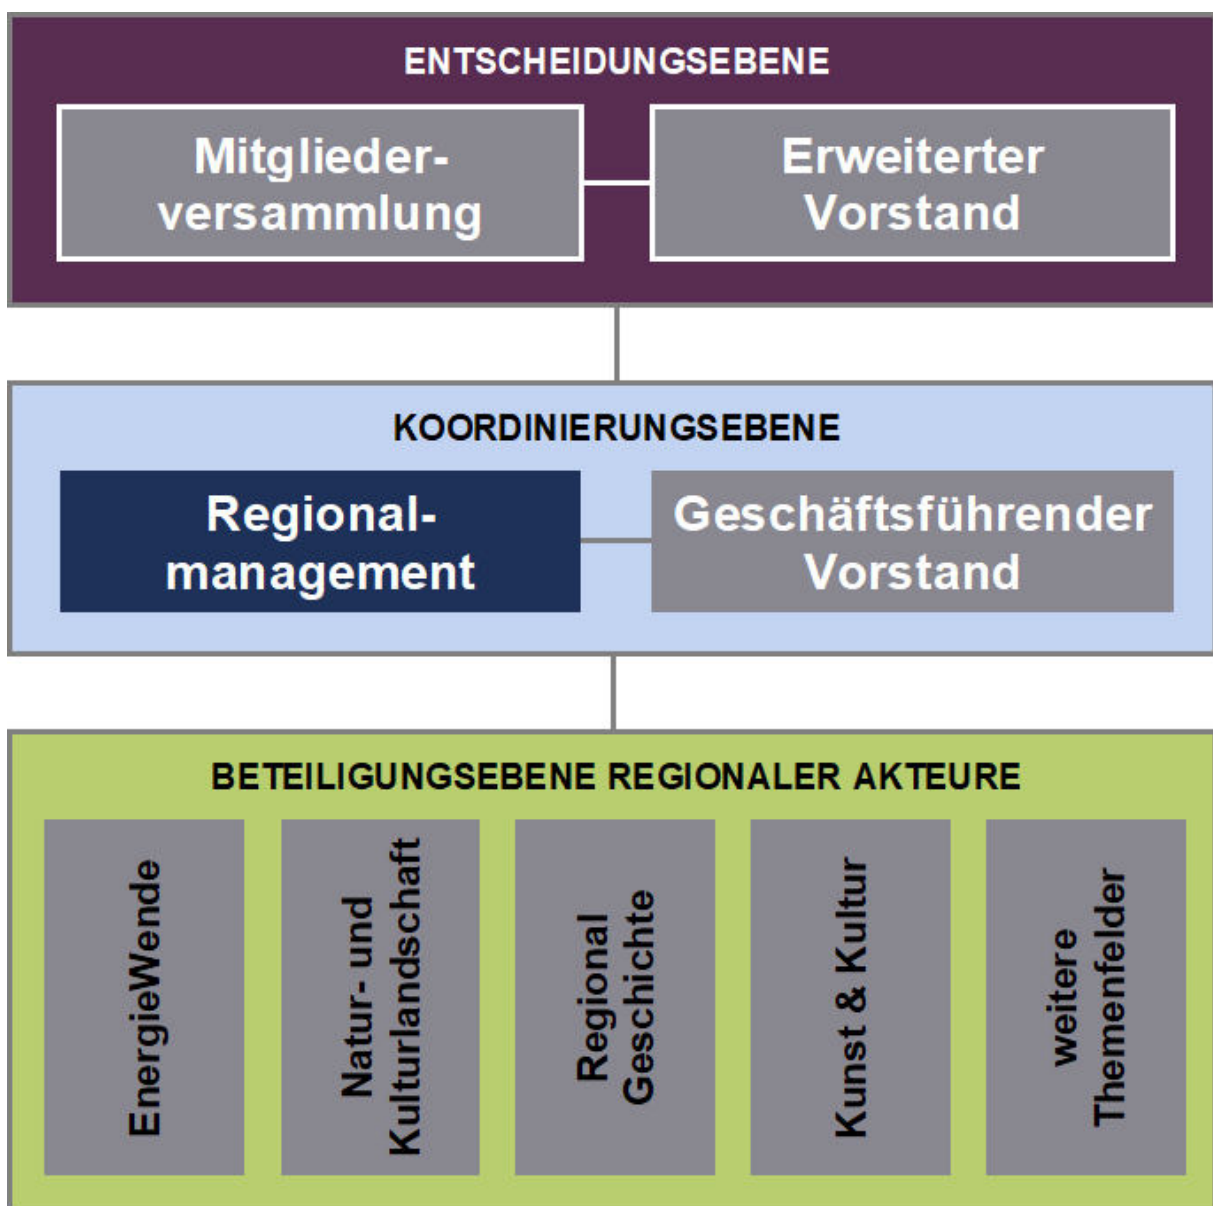 ENTSCHEIDUNGSEBENE
Mitglieder-
versammlung
Erweiterter
Vorstand
KOORDINIERUNGSEBENE
Regional-
management
Geschäftsführender
Vorstand
BETEILIGUNGSEBENE REGIONALER AKTEURE
EnergieWende
Natur- und
Kulturlandschaft
Regional
Geschichte
Kunst & Kultur
weitere
Themenfelder